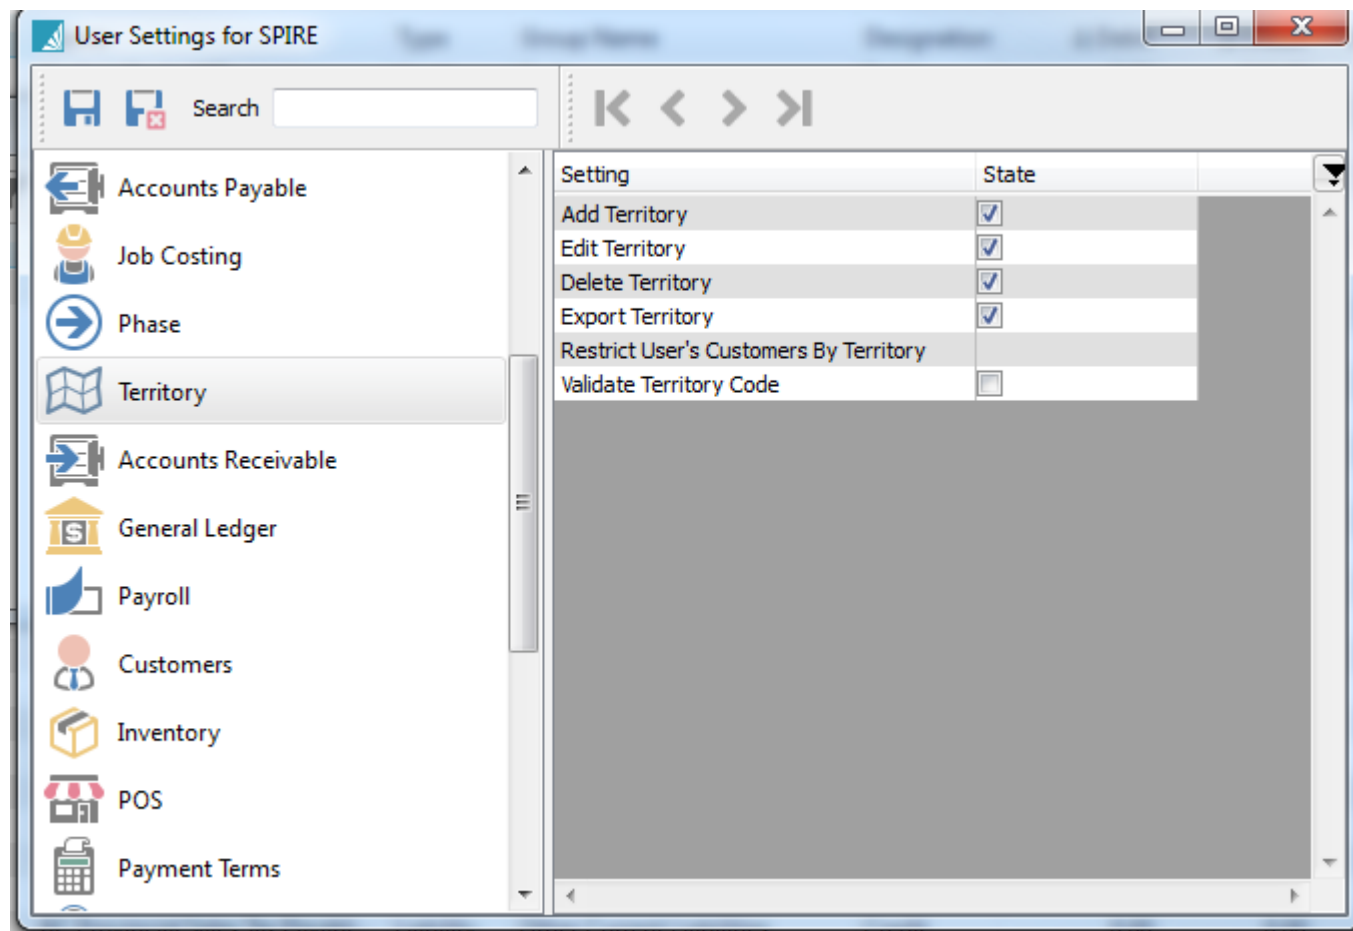 User Settings for SPIRE
Search
Accounts Payable
Job Costing
Phase
Territory
Accounts Receivable
General Ledger
Payroll
Customers
Inventory
POS
Payment Terms
Setting State
Add Territory
Edit Territory
Delete Territory
Export Territory
Restrict User's Customers By Territory
Validate Territory Code